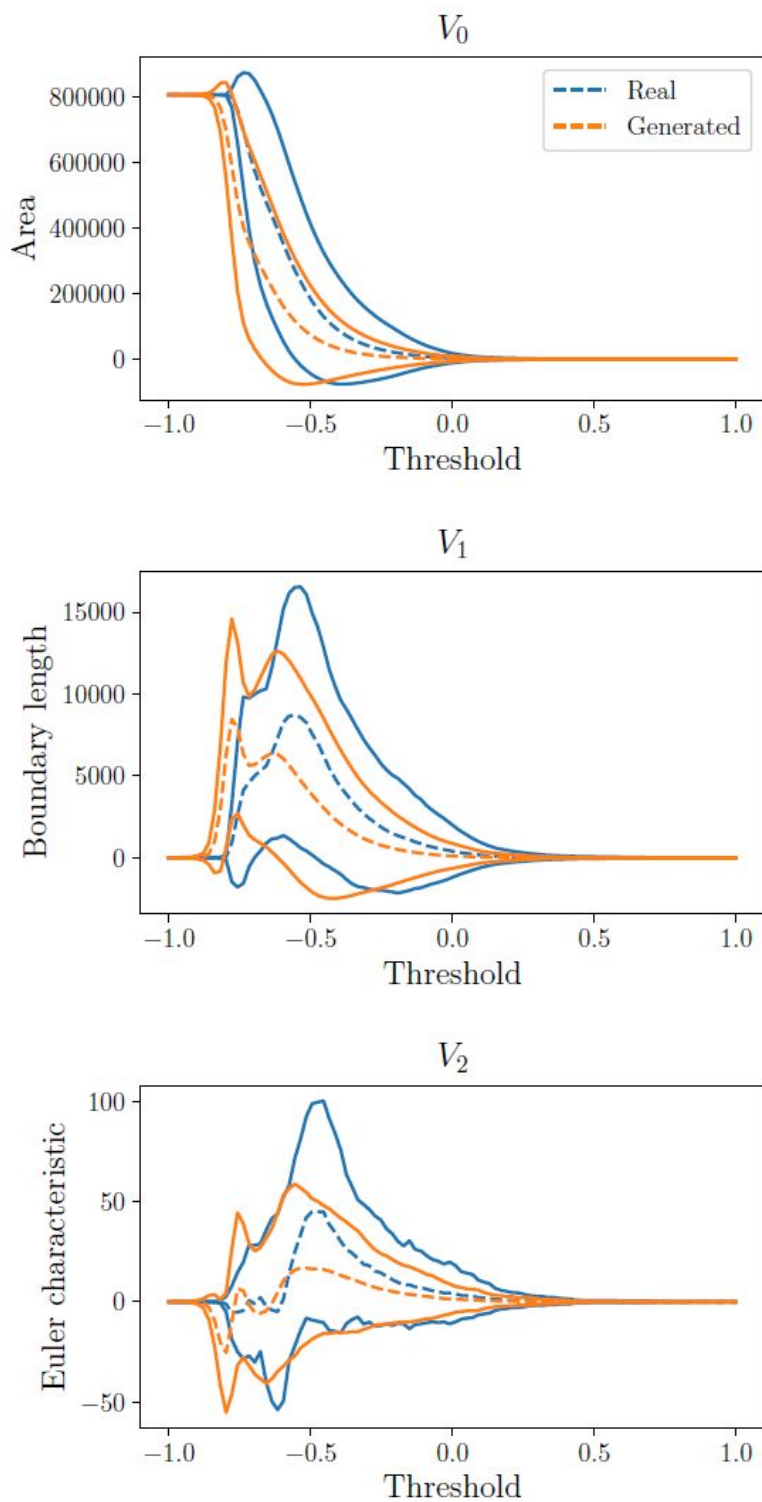 V₀
800000
600000
400000
200000
0
Area
Real
Generated
−1.0 −0.5 0.0 0.5 1.0
Threshold
V₁
15000
10000
5000
0
Boundary length
−1.0 −0.5 0.0 0.5 1.0
Threshold
V₂
100
50
0
−50
Euler characteristic
−1.0 −0.5 0.0 0.5 1.0
Threshold